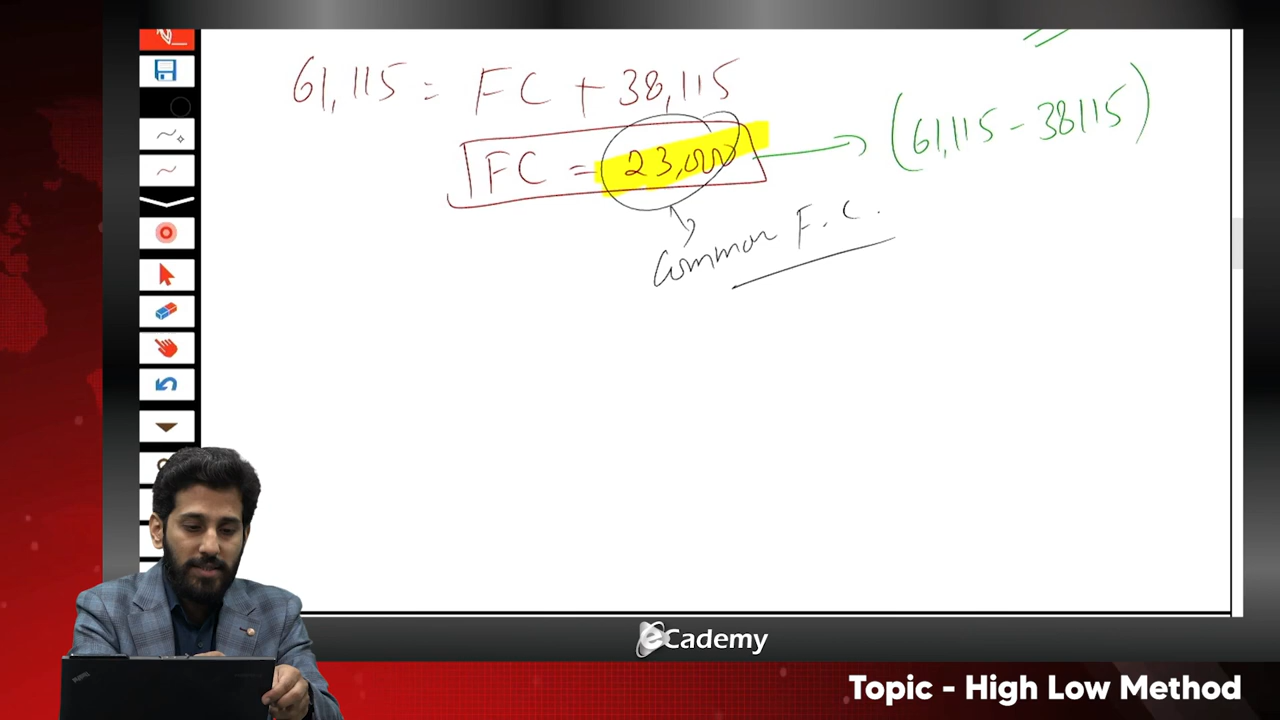 61,115 = FC + 38,115
FC = 23,000
(61,115 - 38115)
Common F.C.
eCademy
Topic - High Low Method